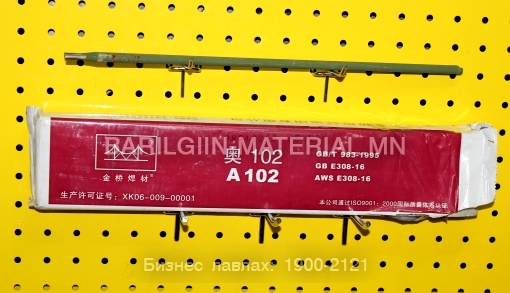 BARILGIIN-MATERIAL.MN
奥 102
A 102
GB/T 983-1995
GB E308-16
AWS E308-16
金桥焊材
生产许可证号：XK06-009-00001
本公司通过ISO9001：2000国际质量体系认证
Бизнес лавлах: 1900-2121